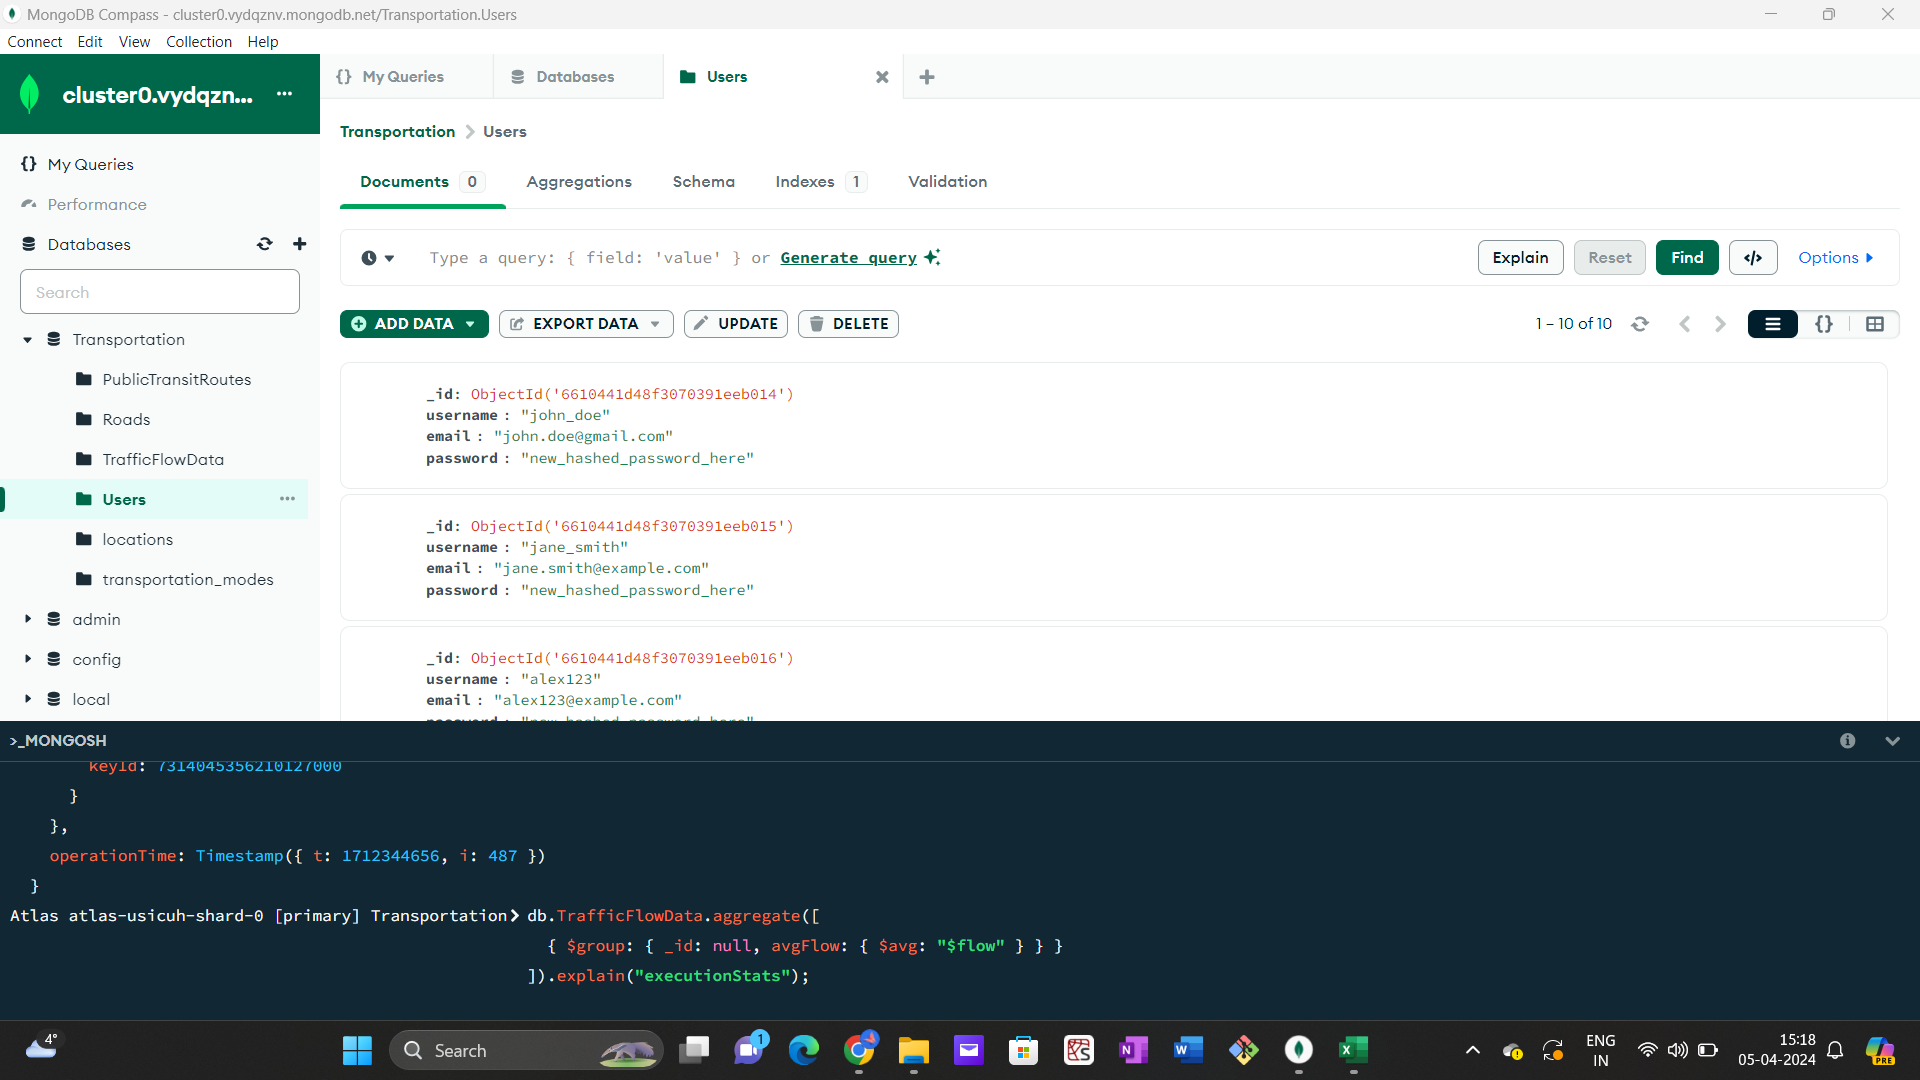 MongoDB Compass - cluster0.vydqznv.mongodb.net/Transportation.Users
Connect Edit View Collection Help
cluster0.vydqzn... ...
My Queries
Performance
Databases
Search
Transportation
PublicTransitRoutes
Roads
TrafficFlowData
Users ...
locations
transportation_modes
admin
config
local
{} My Queries
Databases
Users
Transportation > Users
Documents 0 Aggregations Schema Indexes 1 Validation
Type a query: { field: 'value' } or Generate query
Explain Reset Find </> Options
ADD DATA EXPORT DATA UPDATE DELETE
1 – 10 of 10
_id: ObjectId('6610441d48f3070391eeb014')
username : "john_doe"
email : "john.doe@gmail.com"
password : "new_hashed_password_here"
_id: ObjectId('6610441d48f3070391eeb015')
username : "jane_smith"
email : "jane.smith@example.com"
password : "new_hashed_password_here"
_id: ObjectId('6610441d48f3070391eeb016')
username : "alex123"
email : "alex123@example.com"
password : "new_hashed_password_here"
>_MONGOSH
keyId: 7314045356210127000
}
},
operationTime: Timestamp({ t: 1712344656, i: 487 })
}
Atlas atlas-usicuh-shard-0 [primary] Transportation> db.TrafficFlowData.aggregate([
{ $group: { _id: null, avgFlow: { $avg: "$flow" } } }
]).explain("executionStats");
4°
Search
1
ENG
IN
15:18
05-04-2024
PRE